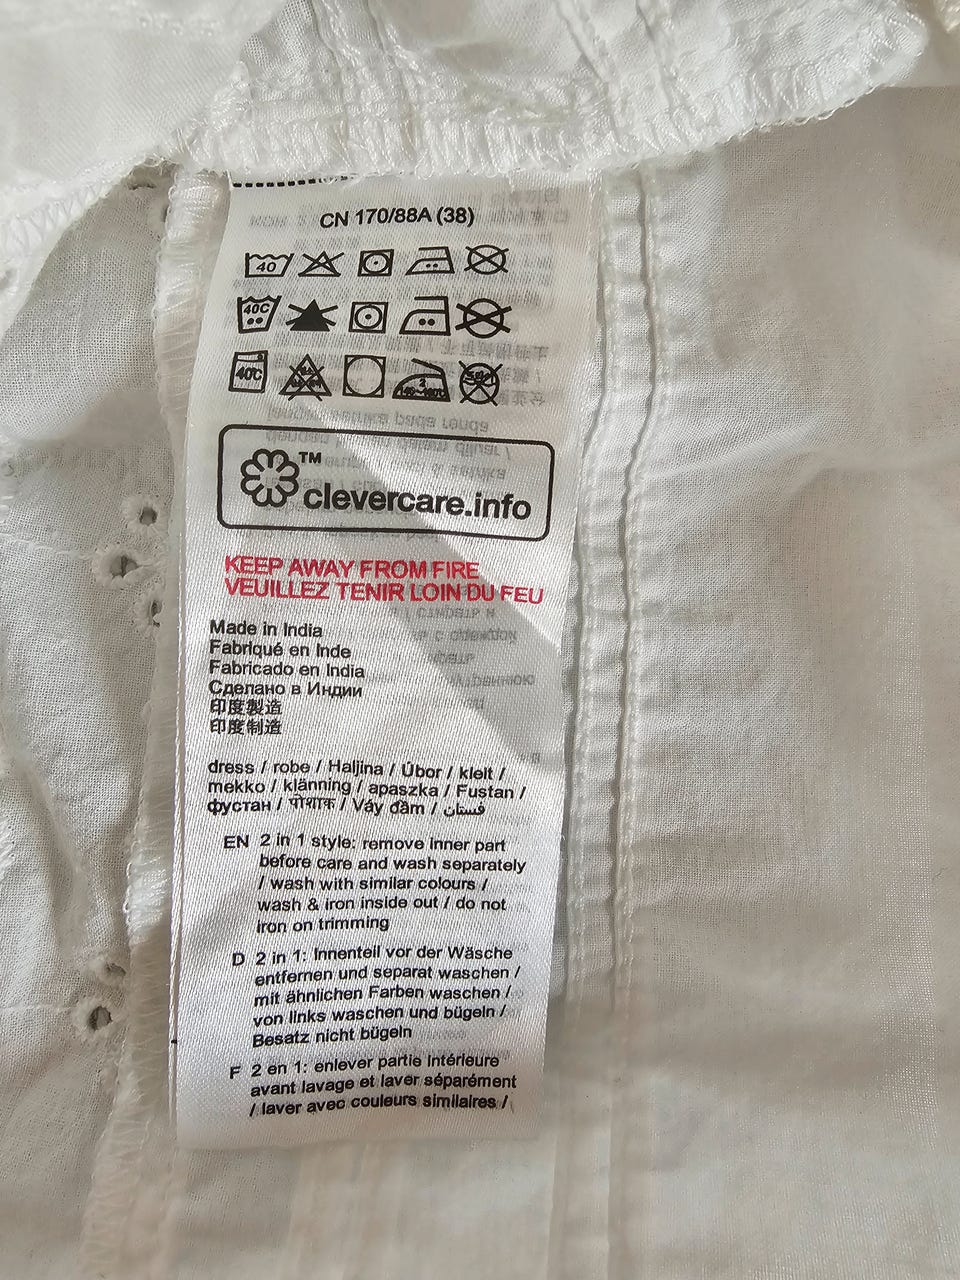 CN 170/88A (38)
40
40C
40℃
clevercare.info™
KEEP AWAY FROM FIRE
VEUILLEZ TENIR LOIN DU FEU
Made in India
Fabriqué en Inde
Fabricado en India
Сделано в Индии
印度製造
印度制造
dress / robe / Haljina / Úbor / kleit /
mekko / klänning / apaszka / Fustan /
фустан / पोशाक / Váy đầm / فستان
EN 2 in 1 style: remove inner part
before care and wash separately
/ wash with similar colours /
wash & iron inside out / do not
iron on trimming
D 2 in 1: Innenteil vor der Wäsche
entfernen und separat waschen /
mit ähnlichen Farben waschen /
von links waschen und bügeln /
Besatz nicht bügeln
F 2 en 1: enlever partie intérieure
avant lavage et laver séparément
/ laver avec couleurs similaires /